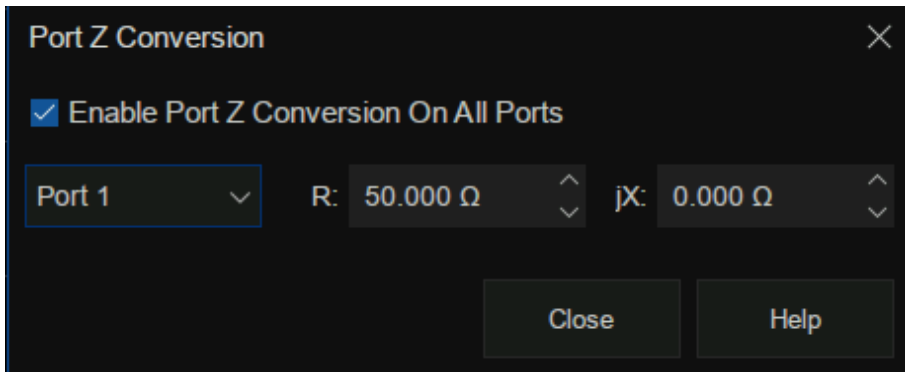 Port Z Conversion
Enable Port Z Conversion On All Ports
Port 1 R: 50.000 Ω jX: 0.000 Ω
Close Help